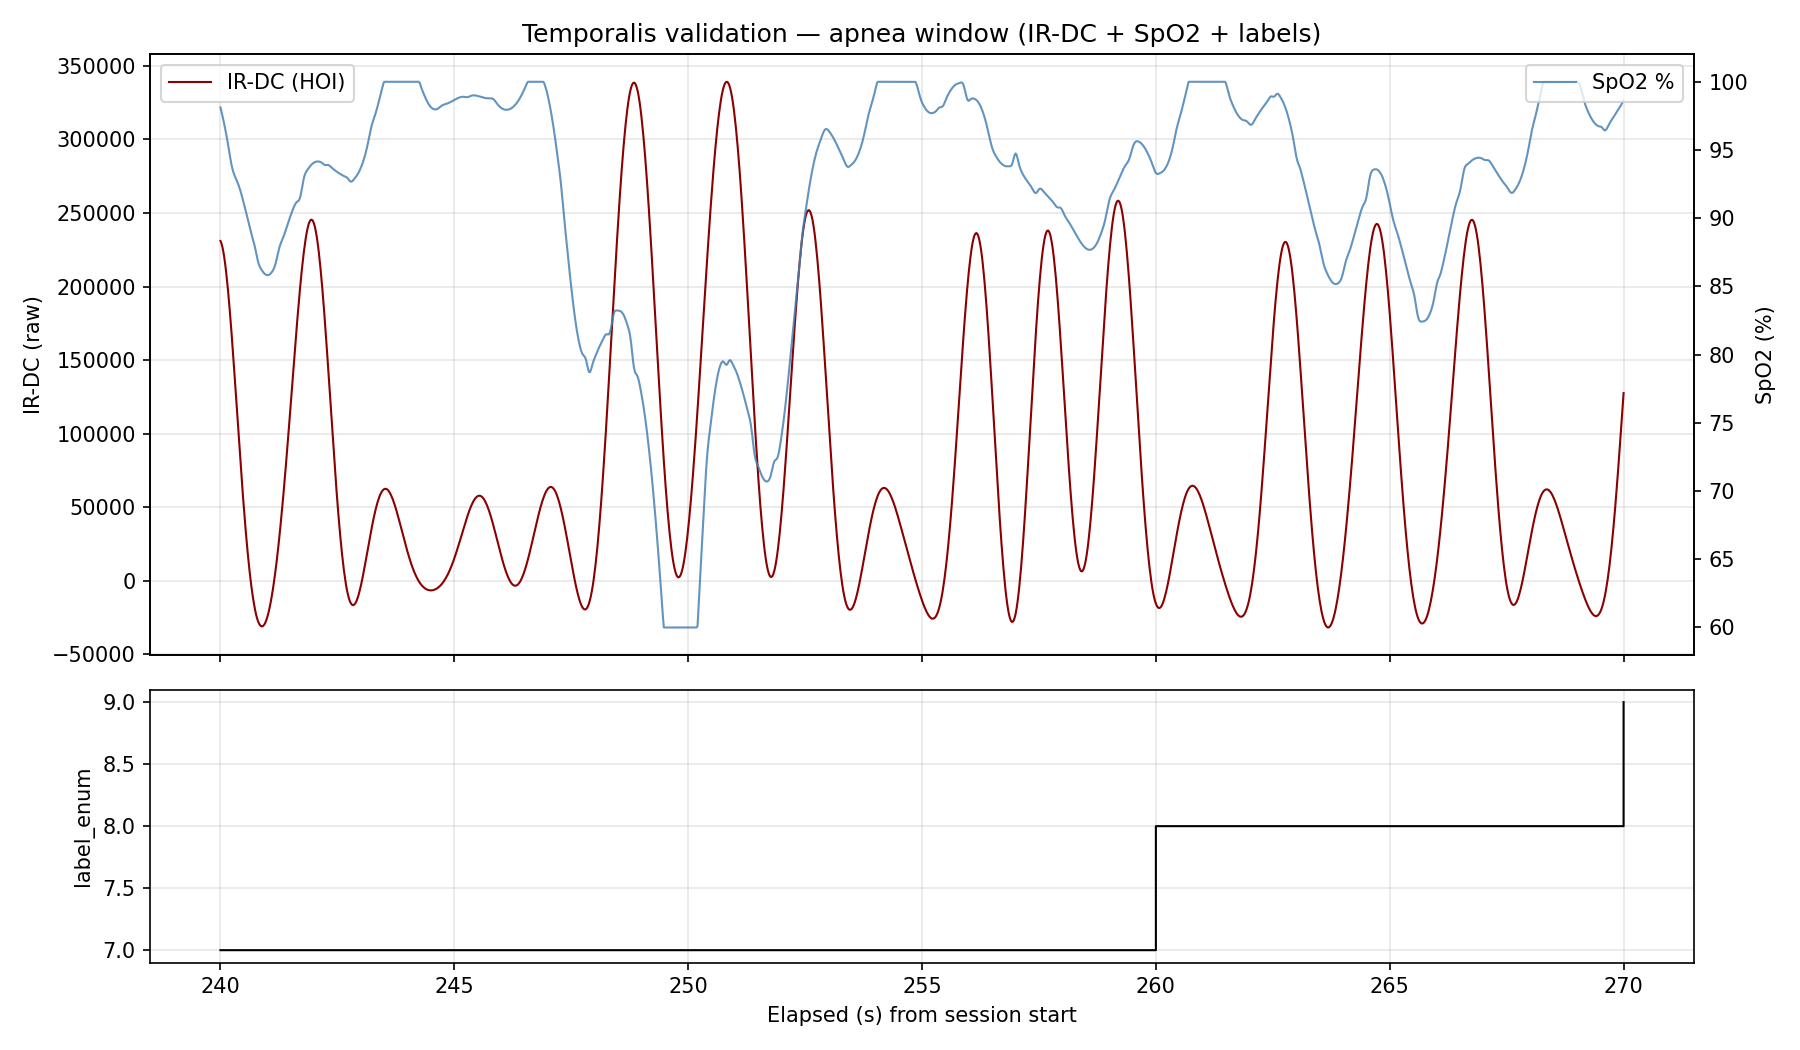 Temporalis validation — apnea window (IR-DC + SpO2 + labels)
IR-DC (HOI)
SpO2 %
350000
300000
250000
200000
150000
100000
50000
0
−50000
IR-DC (raw)
100
95
90
85
80
75
70
65
60
SpO2 (%)
9.0
8.5
8.0
7.5
7.0
label_enum
240 245 250 255 260 265 270
Elapsed (s) from session start